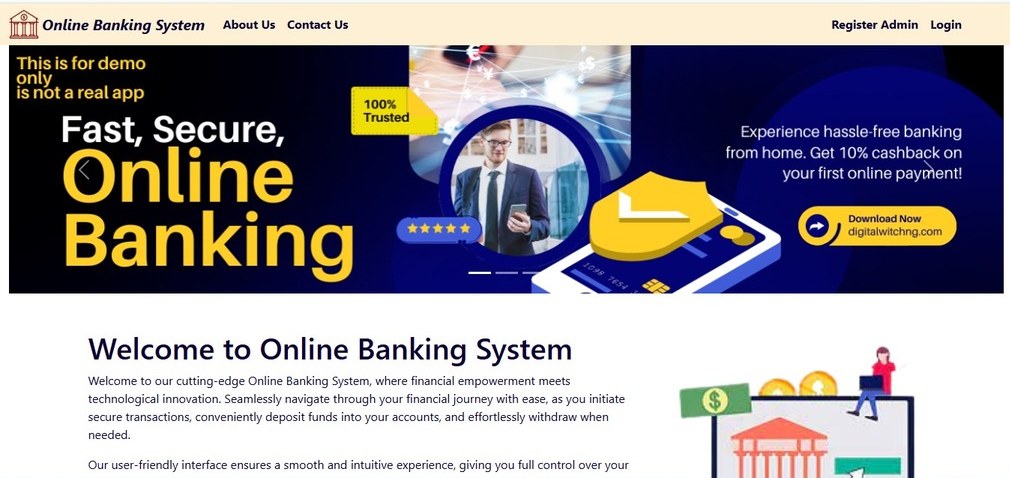 Online Banking System
About Us
Contact Us
Register Admin
Login
This is for demo
only
is not a real app
Fast, Secure,
Online
Banking
100%
Trusted
Experience hassle-free banking
from home. Get 10% cashback on
your first online payment!
Download Now
digitalwitchng.com
1098 7654 3
Welcome to Online Banking System
Welcome to our cutting-edge Online Banking System, where financial empowerment meets
technological innovation. Seamlessly navigate through your financial journey with ease, as you initiate
secure transactions, conveniently deposit funds into your accounts, and effortlessly withdraw when
needed.
Our user-friendly interface ensures a smooth and intuitive experience, giving you full control over your